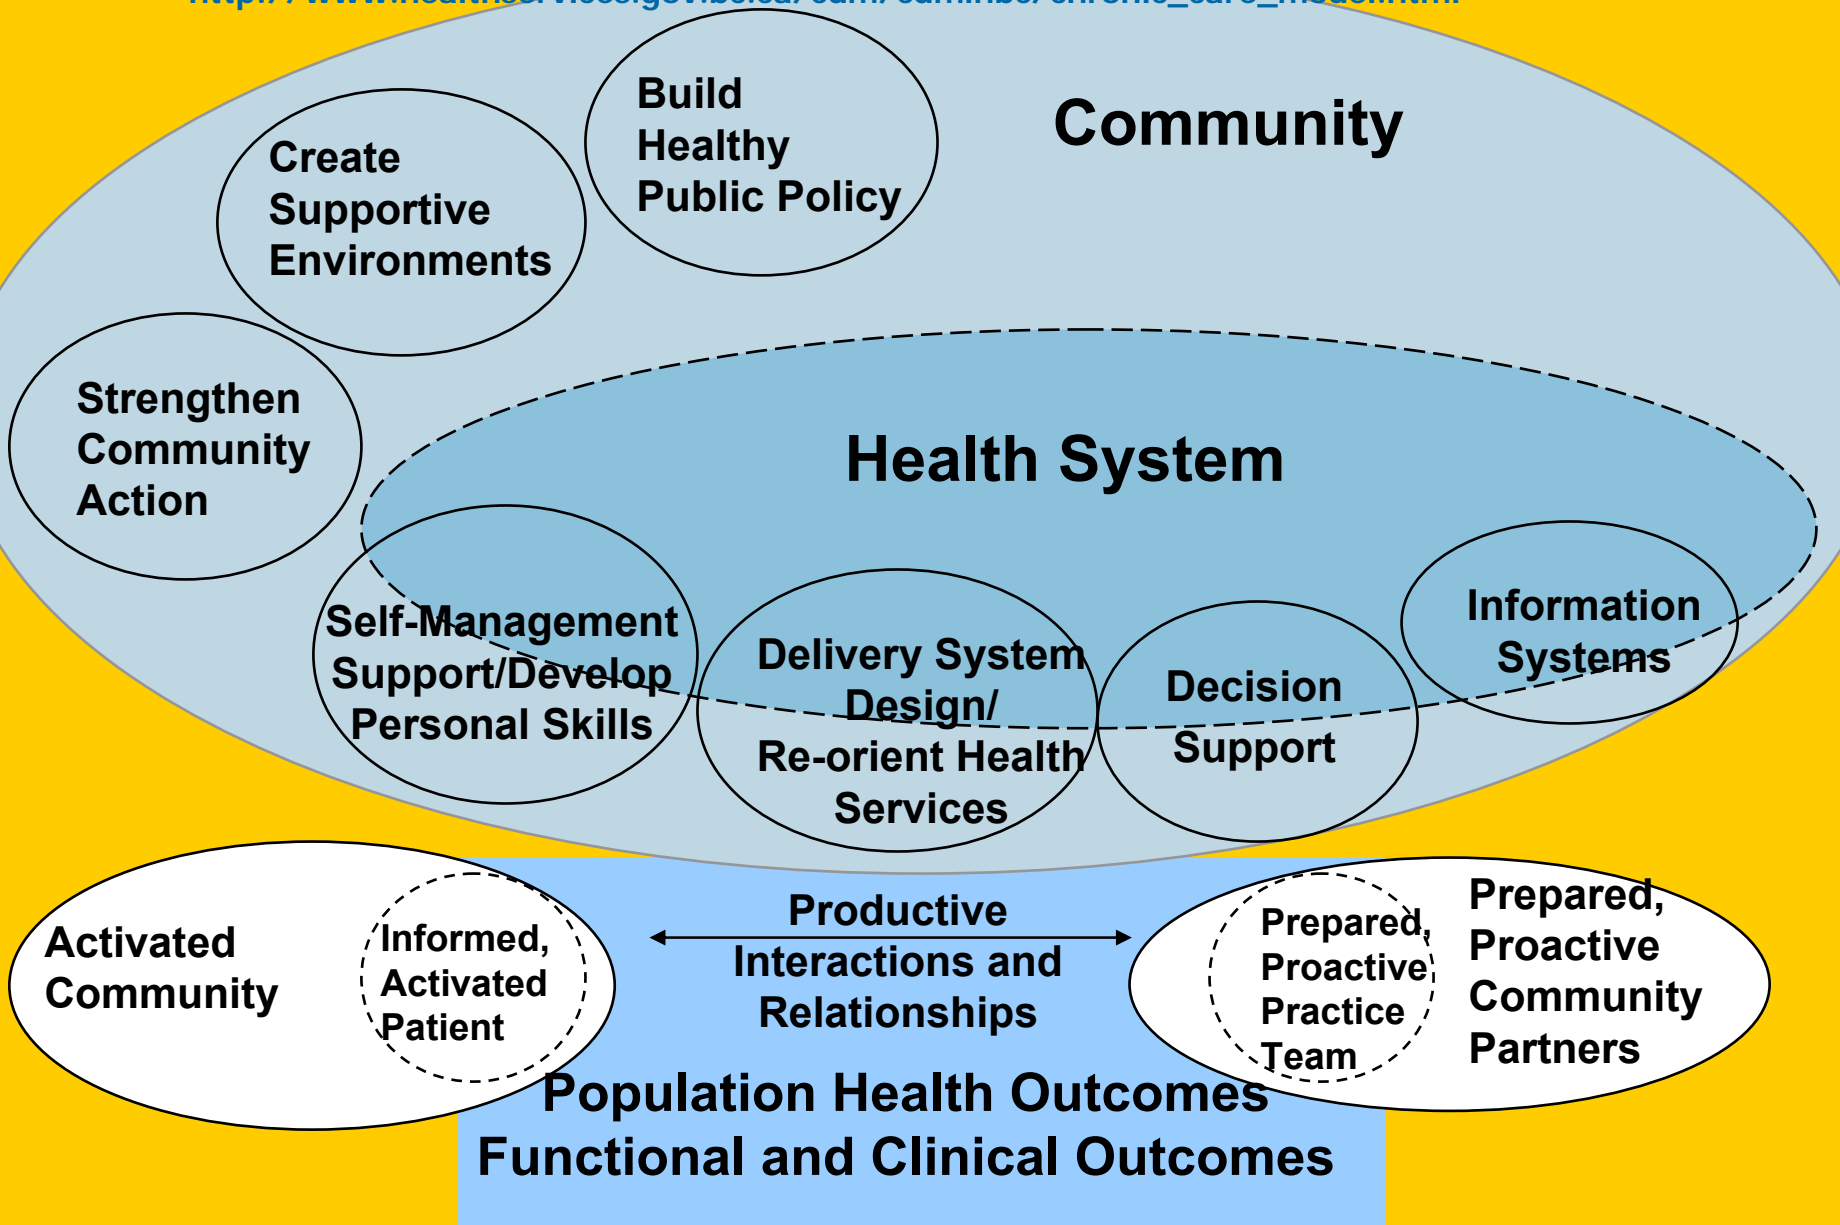 Build
Healthy
Public Policy
Community
Create
Supportive
Environments
Strengthen
Community
Action
Health System
Self-Management
Support/Develop
Personal Skills
Delivery System
Design/
Re-orient Health
Services
Decision
Support
Information
Systems
Activated
Community
Informed,
Activated
Patient
Productive
Interactions and
Relationships
Prepared,
Proactive
Practice
Team
Prepared,
Proactive
Community
Partners
Population Health Outcomes
Functional and Clinical Outcomes